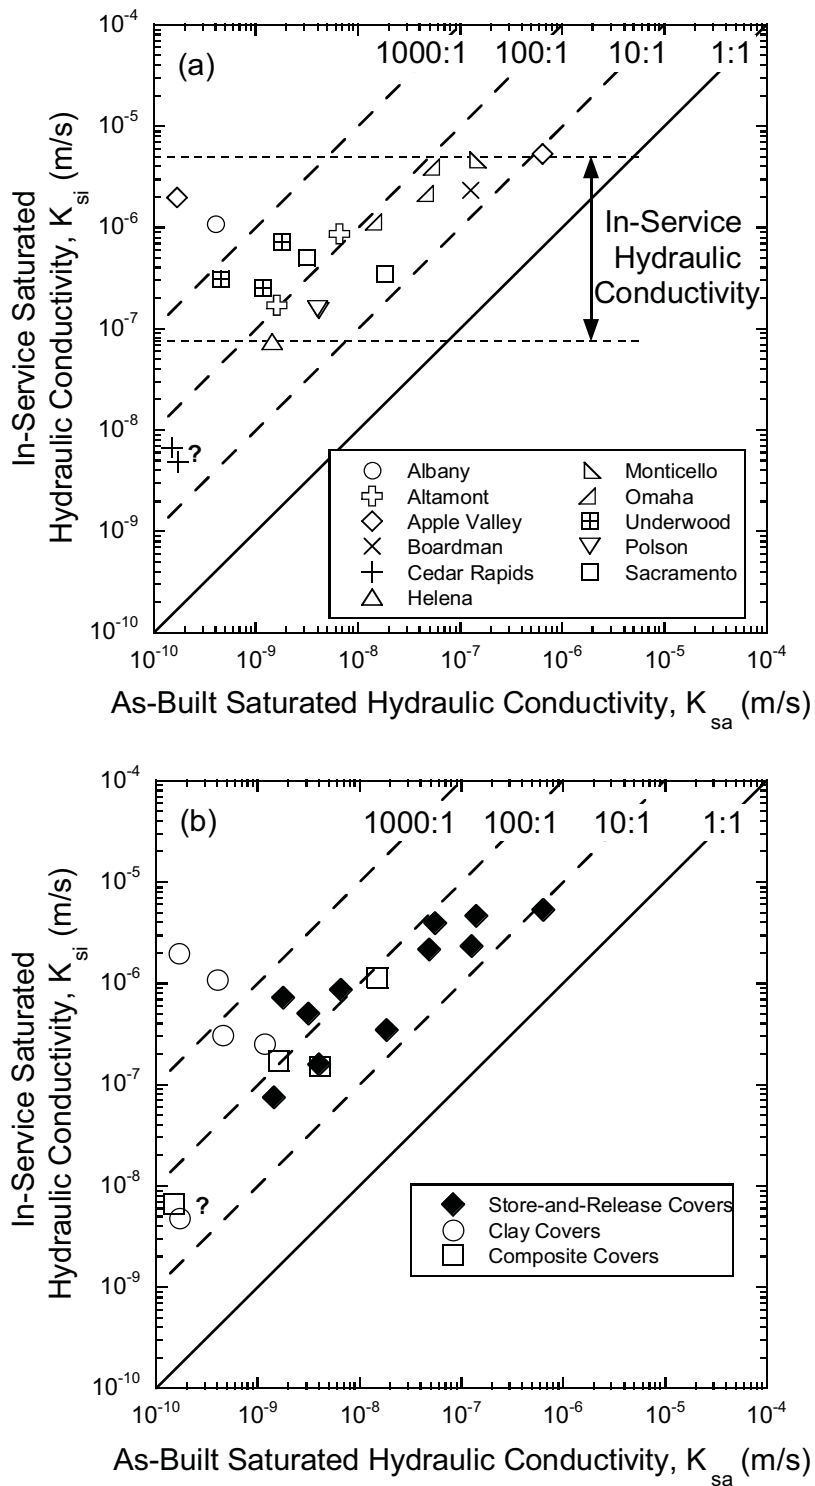 (a)
1000:1 100:1 10:1 1:1
10-4
10-5
10-6
10-7
10-8
10-9
10-10
In-Service Saturated
Hydraulic Conductivity, Ksi (m/s)
In-Service
Hydraulic
Conductivity
?
Albany
Altamont
Apple Valley
Boardman
Cedar Rapids
Helena
Monticello
Omaha
Underwood
Polson
Sacramento
10-10 10-9 10-8 10-7 10-6 10-5 10-4
As-Built Saturated Hydraulic Conductivity, Ksa (m/s)
(b)
1000:1 100:1 10:1 1:1
10-4
10-5
10-6
10-7
10-8
10-9
10-10
In-Service Saturated
Hydraulic Conductivity, Ksi (m/s)
?
Store-and-Release Covers
Clay Covers
Composite Covers
10-10 10-9 10-8 10-7 10-6 10-5 10-4
As-Built Saturated Hydraulic Conductivity, Ksa (m/s)